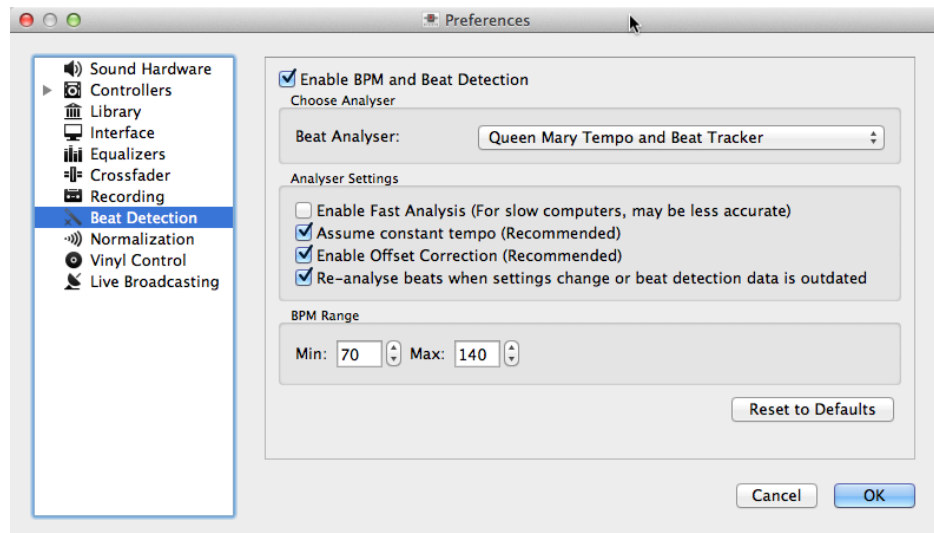 Preferences
Sound Hardware
Controllers
Library
Interface
Equalizers
Crossfader
Recording
Beat Detection
Normalization
Vinyl Control
Live Broadcasting
Enable BPM and Beat Detection
Choose Analyser
Beat Analyser: Queen Mary Tempo and Beat Tracker
Analyser Settings
Enable Fast Analysis (For slow computers, may be less accurate)
Assume constant tempo (Recommended)
Enable Offset Correction (Recommended)
Re-analyse beats when settings change or beat detection data is outdated
BPM Range
Min: 70 Max: 140
Reset to Defaults
Cancel OK